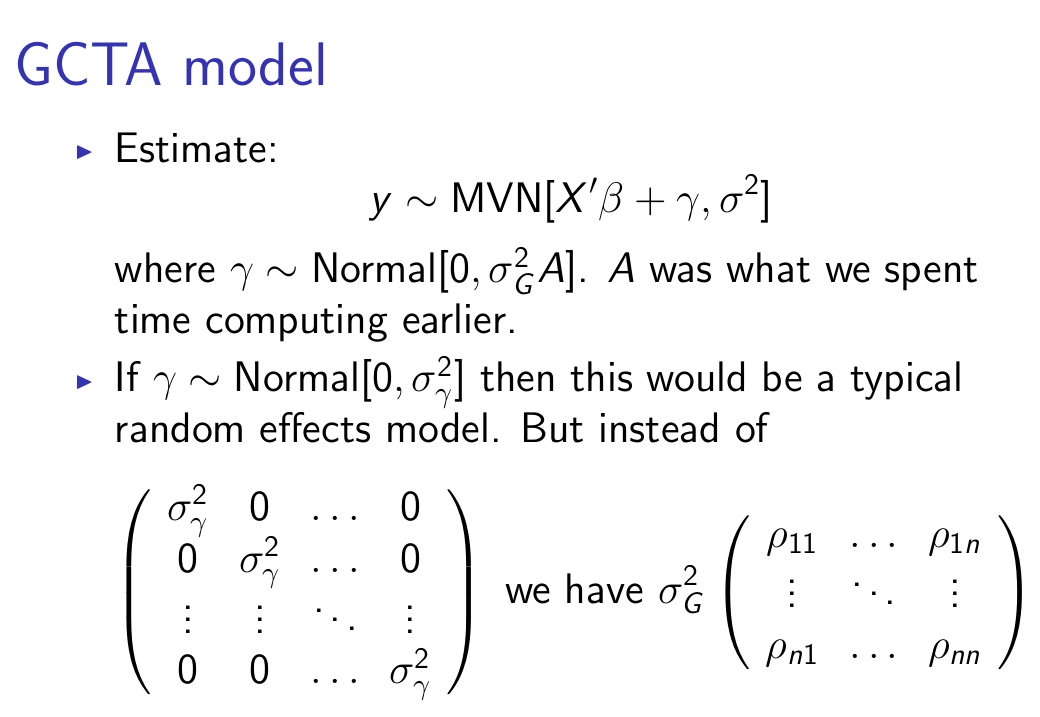 GCTA model
▶ Estimate:
y ∼ MVN[X′β + γ, σ²]
where γ ∼ Normal[0, σ²_G A]. A was what we spent
time computing earlier.
▶ If γ ∼ Normal[0, σ²_γ] then this would be a typical
random effects model. But instead of
( σ²_γ 0 … 0
0 σ²_γ … 0
⋮ ⋮ ⋱ ⋮
0 0 … σ²_γ ) we have σ²_G ( ρ₁₁ … ρ₁ₙ
⋮ ⋱ ⋮
ρₙ₁ … ρₙₙ )